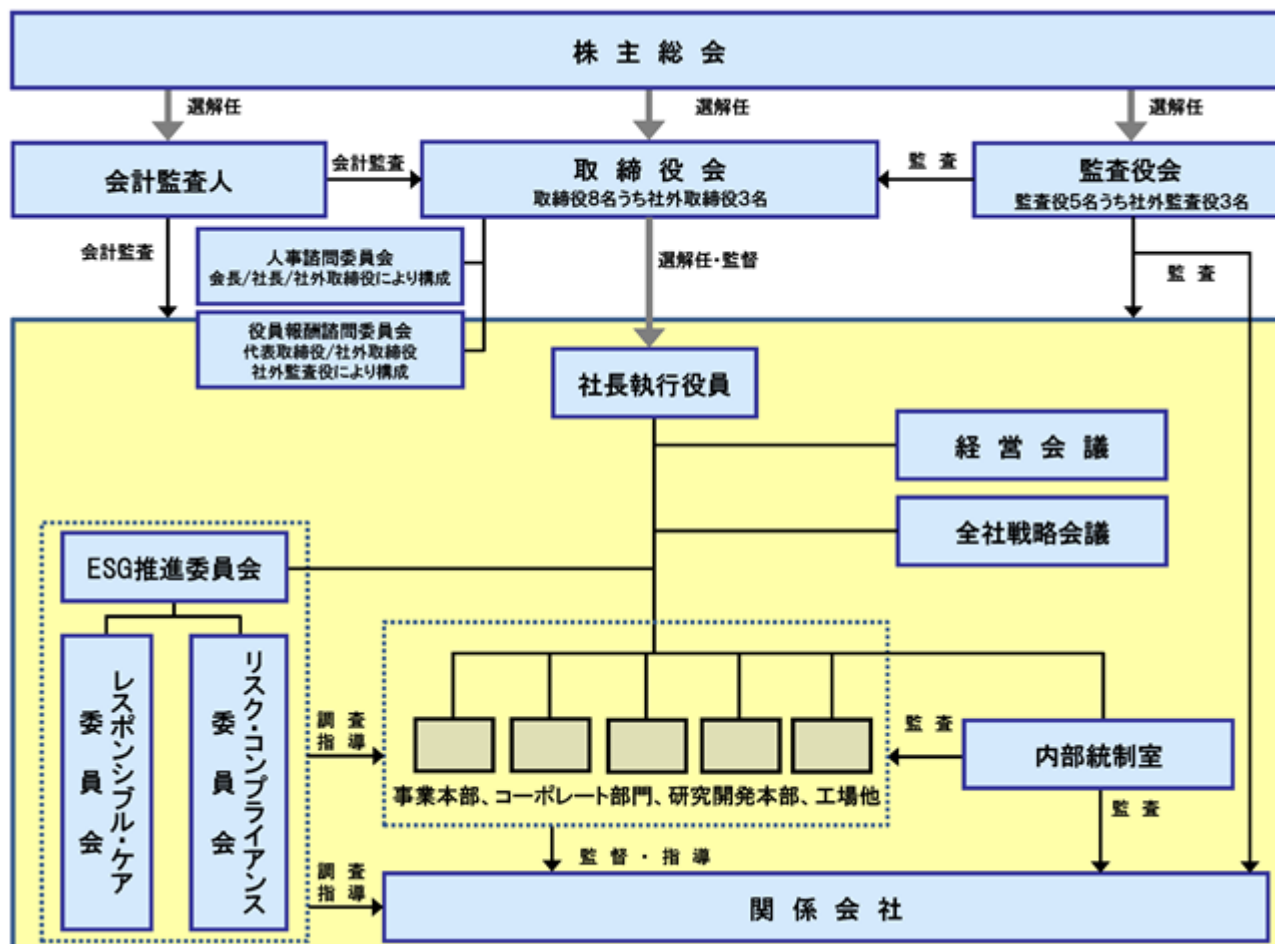 株主総会
選解任
選解任
選解任
会計監査人
会計監査
取締役会
取締役8名うち社外取締役3名
監査
監査役会
監査役5名うち社外監査役3名
会計監査
人事諮問委員会
会長/社長/社外取締役により構成
選解任・監督
監査
役員報酬諮問委員会
代表取締役/社外取締役
社外監査役により構成
社長執行役員
経営会議
全社戦略会議
ESG推進委員会
レスポンシブル・ケア
委員会
リスク・コンプライアンス
委員会
調査
指導
監査
内部統制室
事業本部、コーポレート部門、研究開発本部、工場他
監査
監督・指導
調査
指導
関係会社